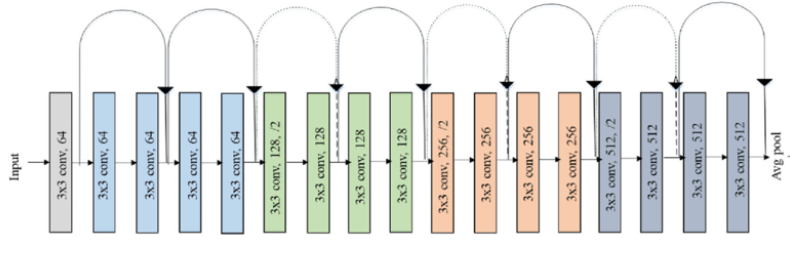 Input
3x3 conv, 64
3x3 conv, 64
3x3 conv, 64
3x3 conv, 64
3x3 conv, 64
3x3 conv, 128, /2
3x3 conv, 128
3x3 conv, 128
3x3 conv, 128
3x3 conv, 256, /2
3x3 conv, 256
3x3 conv, 256
3x3 conv, 256
3x3 conv, 512, /2
3x3 conv, 512
3x3 conv, 512
3x3 conv, 512
Avg pool